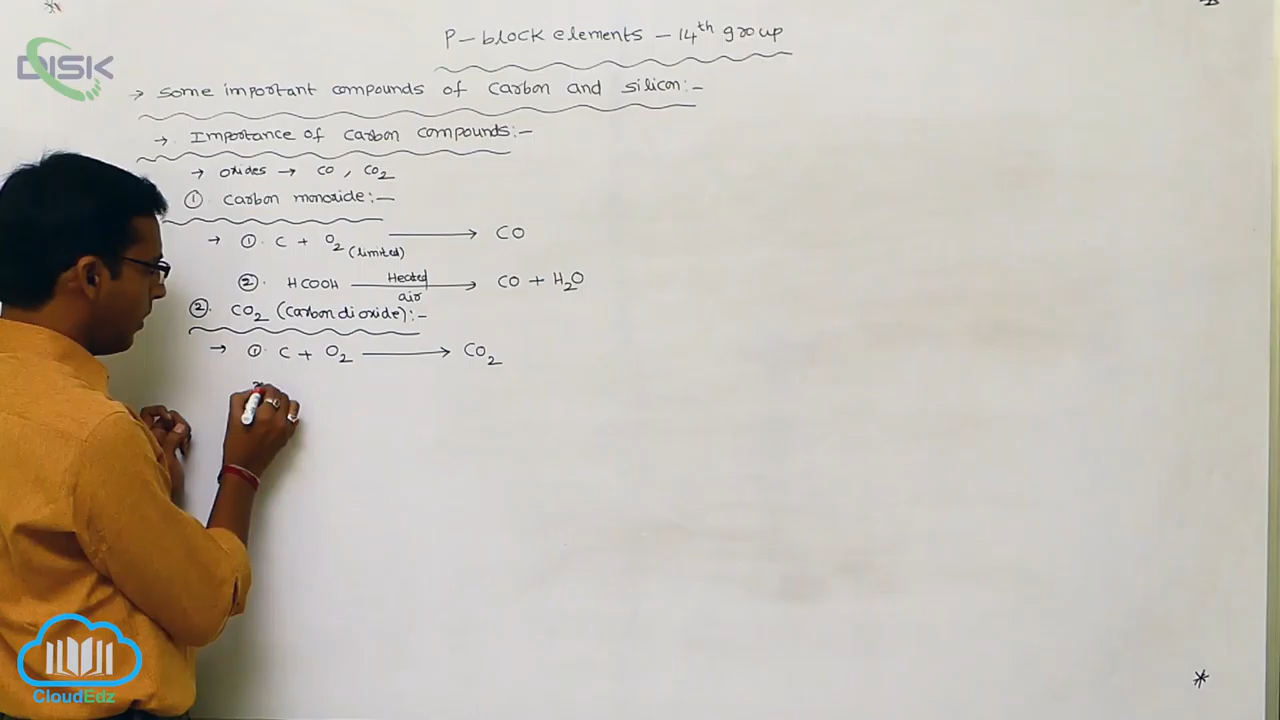 P-block elements - 14th group
DISK
→ Some important compounds of Carbon and silicon:-
→ Importance of Carbon compounds:-
→ oxides → CO, CO2
① Carbon monoxide:-
→ ①. C + O2 (limited) → CO
②. HCOOH Heated air → CO + H2O
②. CO2 (Carbondioxide):-
→ ①. C + O2 → CO2
*
CloudEdz